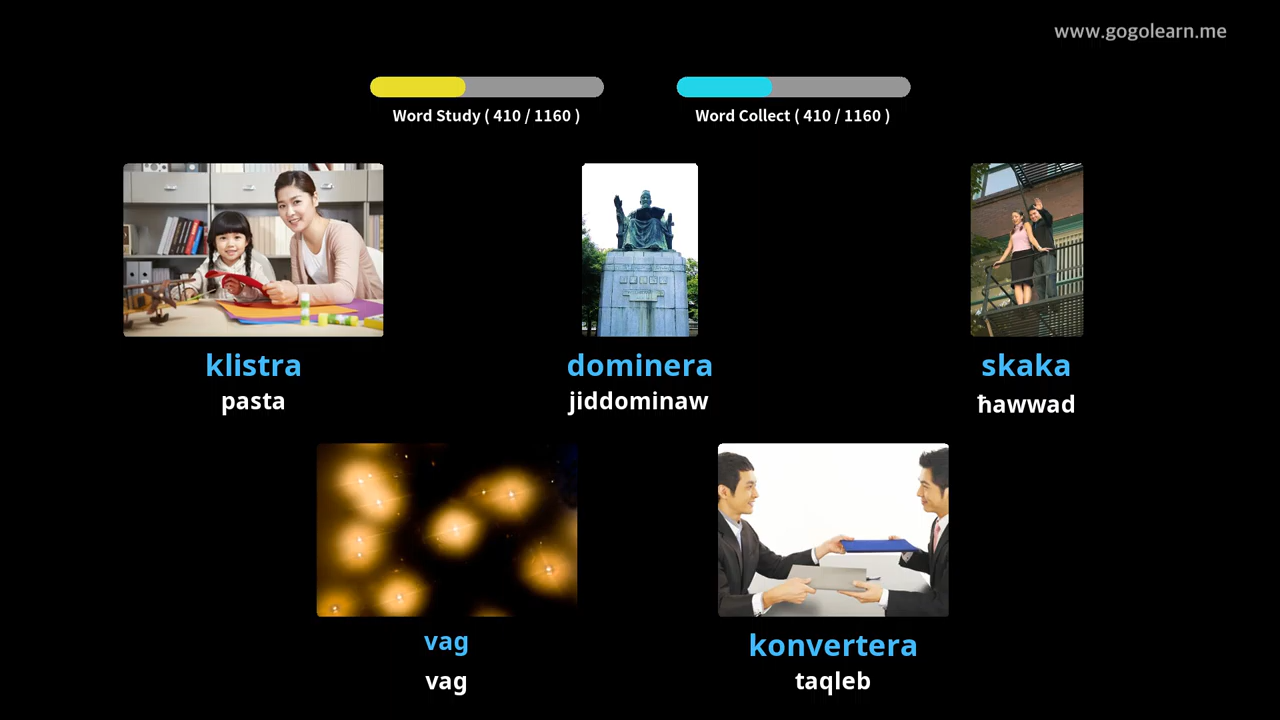 www.gogolearn.me
Word Study ( 410 / 1160 )
Word Collect ( 410 / 1160 )
klistra
pasta
dominera
jiddominaw
skaka
ħawwad
vag
vag
konvertera
taqleb